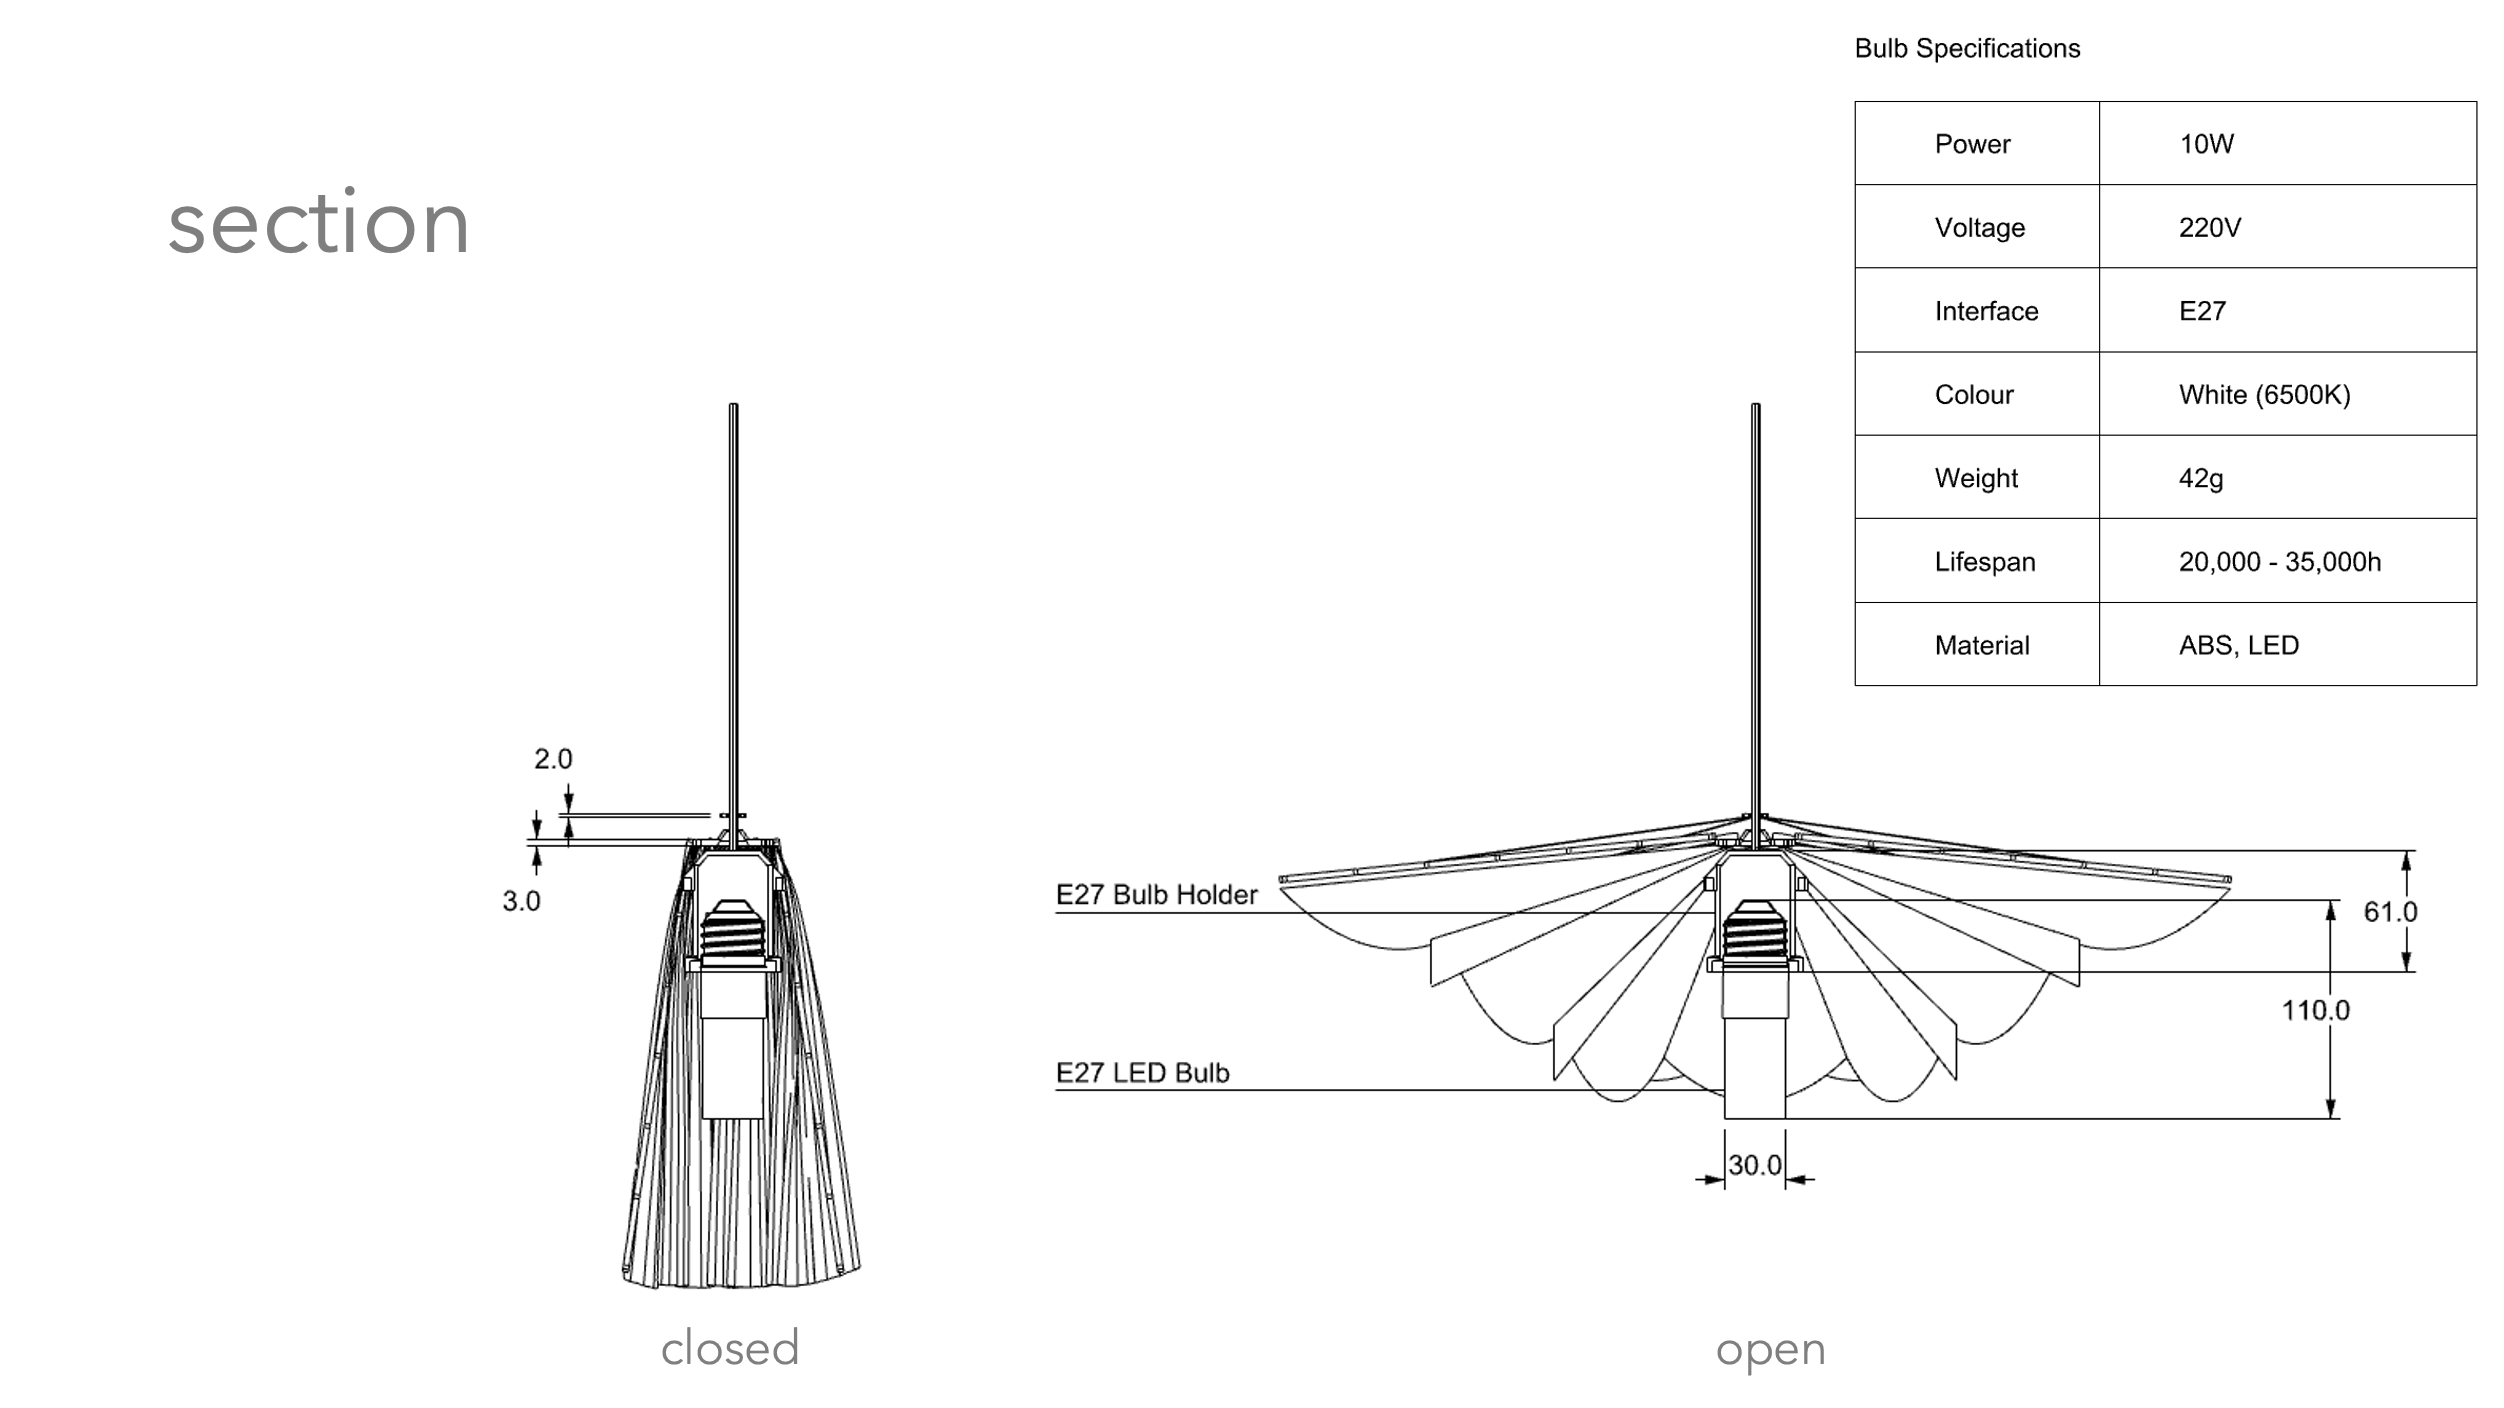 section
Bulb Specifications
Power 10W
Voltage 220V
Interface E27
Colour White (6500K)
Weight 42g
Lifespan 20,000 - 35,000h
Material ABS, LED
2.0
3.0
E27 Bulb Holder
E27 LED Bulb
61.0
110.0
30.0
closed
open